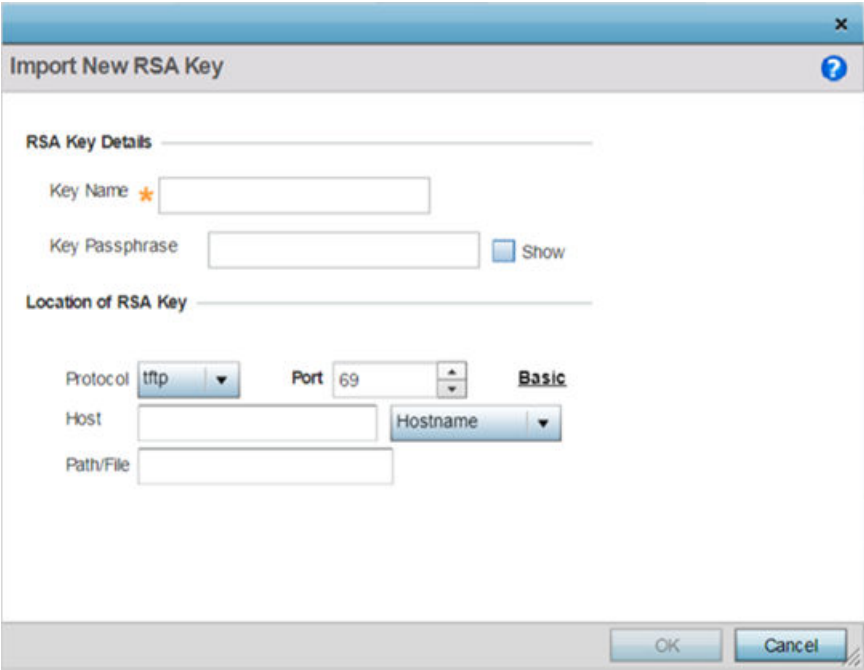 Import New RSA Key
?
RSA Key Details
Key Name *
Key Passphrase Show
Location of RSA Key
Protocol tftp Port 69 Basic
Host Hostname
Path/File
OK Cancel